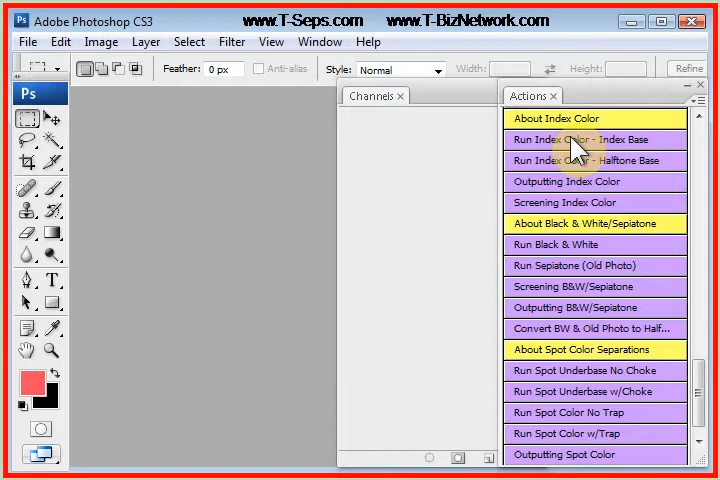 Ps Adobe Photoshop CS3 www.T-Seps.com www.T-BizNetwork.com
File Edit Image Layer Select Filter View Window Help
Feather: 0 px Anti-alias Style: Normal Width: Height: Refine
Ps
Channels × Actions ×
About Index Color
Run Index Color - Index Base
Run Index Color - Halftone Base
Outputting Index Color
Screening Index Color
About Black & White/Sepiatone
Run Black & White
Run Sepiatone (Old Photo)
Screening B&W/Sepiatone
Outputting B&W/Sepiatone
Convert BW & Old Photo to Half...
About Spot Color Separations
Run Spot Underbase No Choke
Run Spot Underbase w/Choke
Run Spot Color No Trap
Run Spot Color w/Trap
Outputting Spot Color